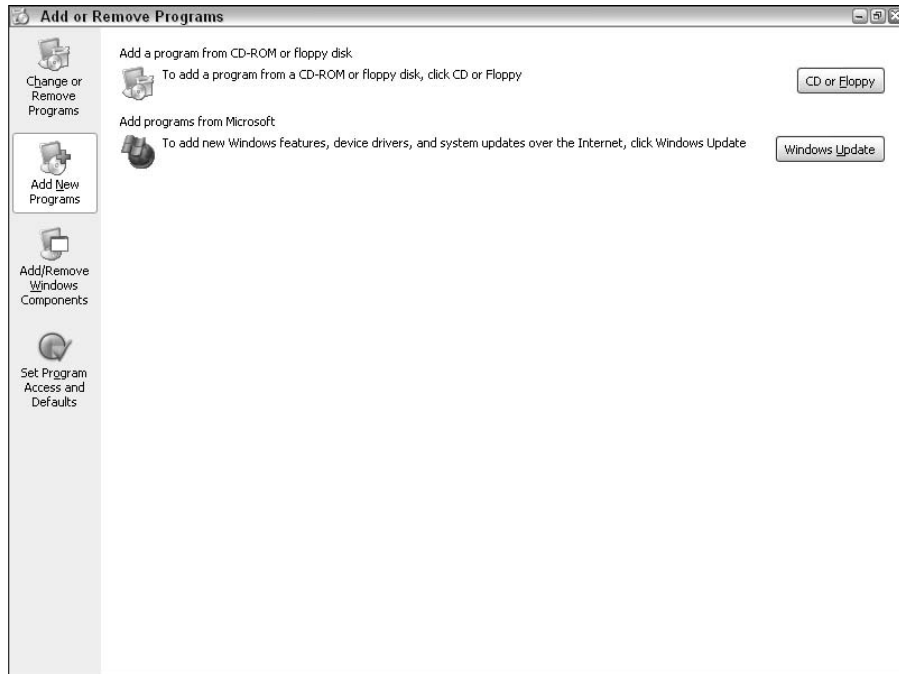 Add or Remove Programs
Change or
Remove
Programs
Add New
Programs
Add/Remove
Windows
Components
Set Program
Access and
Defaults
Add a program from CD-ROM or floppy disk
To add a program from a CD-ROM or floppy disk, click CD or Floppy
CD or Floppy
Add programs from Microsoft
To add new Windows features, device drivers, and system updates over the Internet, click Windows Update
Windows Update